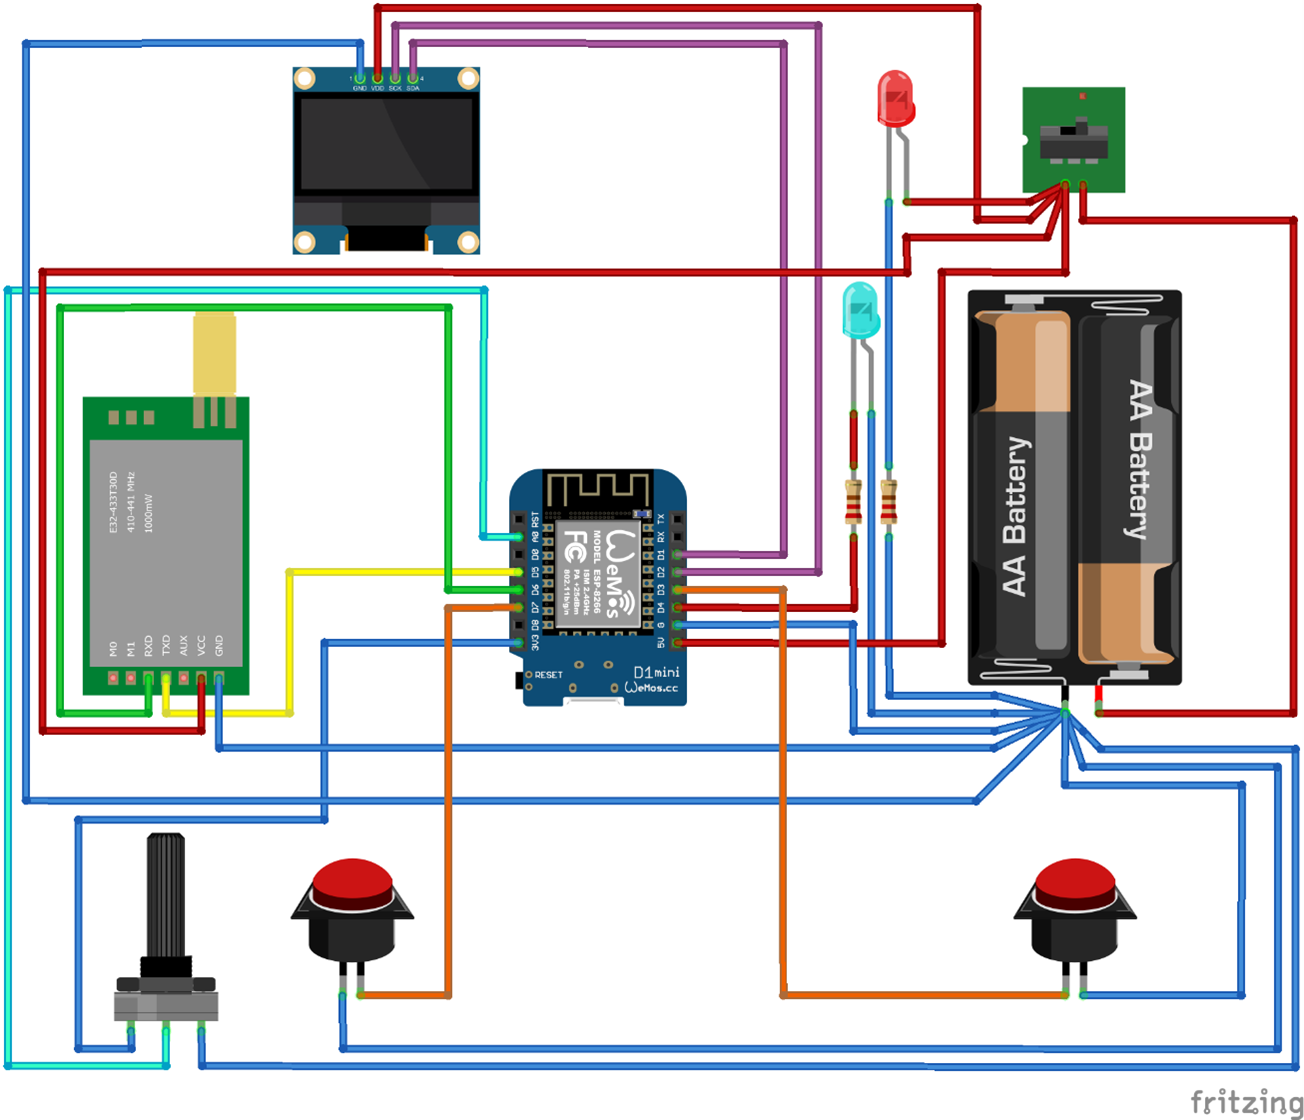 1 4
GND VDD SCK SDA
E32-433T30D
410-441 MHz
1000mW
M0
M1
RXD
TXD
AUX
VCC
GND
RST
A0
D0
D5
D6
D7
D8
3V3
TX
RX
D1
D2
D3
D4
G
5V
WeMos
MODEL ESP-8266
ISM 2.4GHz
PA +25dBm
802.11b/g/n
FC
RESET
D1mini
WeMos.cc
AA Battery
AA Battery
fritzing